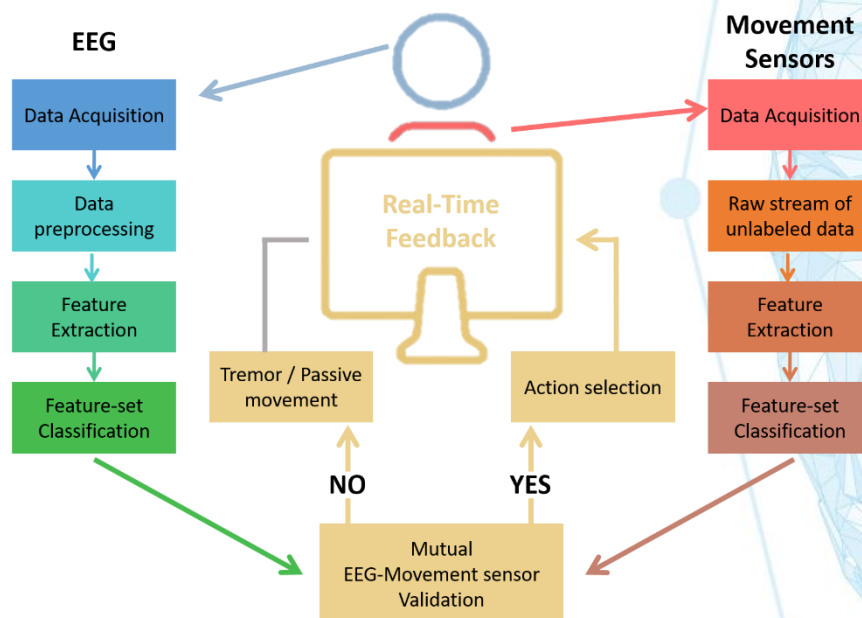 EEG
Movement
Sensors
Data Acquisition
Data Acquisition
Data
preprocessing
Real-Time
Feedback
Raw stream of
unlabeled data
Feature
Extraction
Feature
Extraction
Tremor / Passive
movement
Action selection
Feature-set
Classification
Feature-set
Classification
NO
YES
Mutual
EEG-Movement sensor
Validation